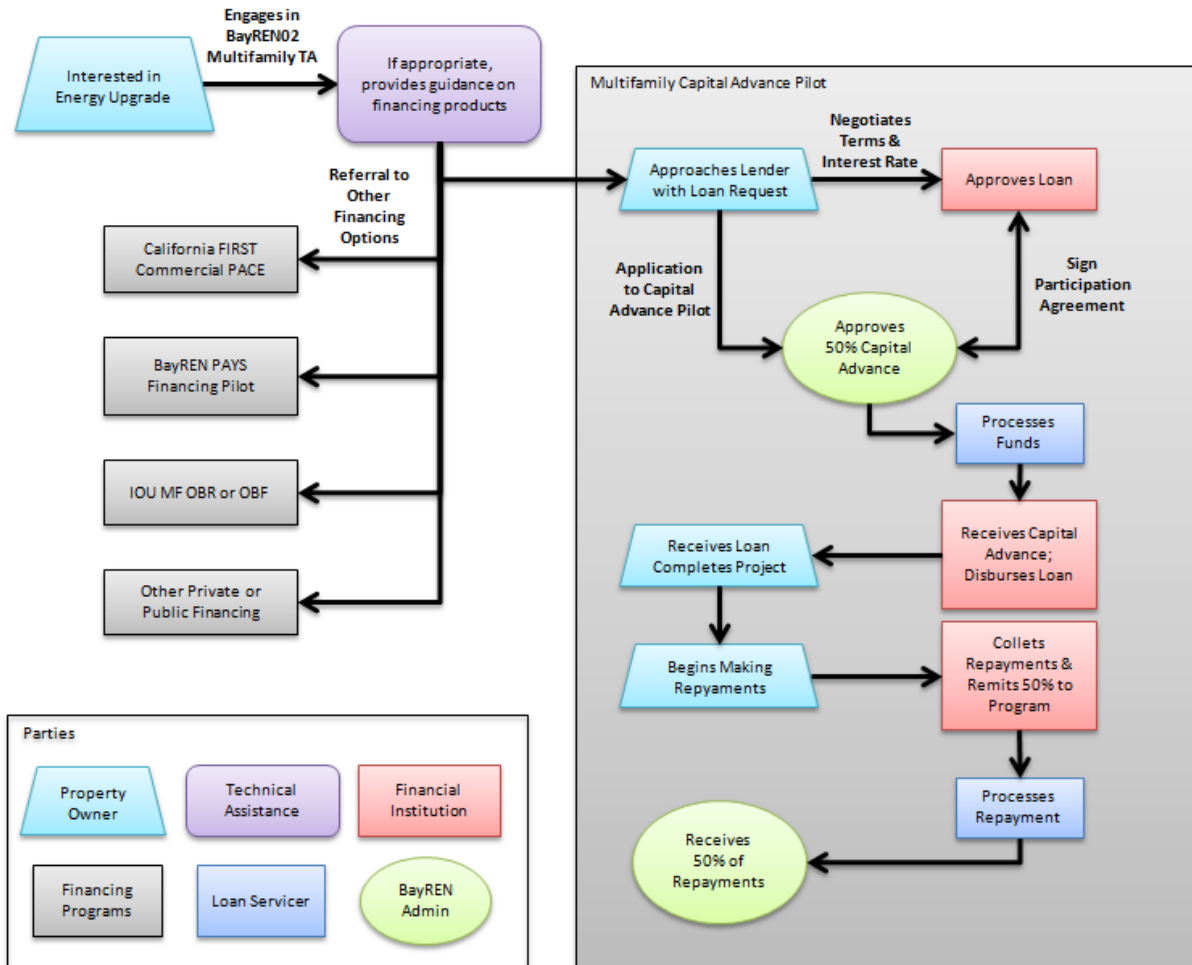 Engages in
BayREN02
Multifamily TA
Interested in
Energy Upgrade
If appropriate,
provides guidance on
financing products
Referral to
Other
Financing
Options
California FIRST
Commercial PACE
BayREN PAYS
Financing Pilot
IOU MF OBR or OBF
Other Private or
Public Financing
Multifamily Capital Advance Pilot
Approaches Lender
with Loan Request
Negotiates
Terms &
Interest Rate
Approves Loan
Application
to Capital
Advance Pilot
Sign
Participation
Agreement
Approves
50% Capital
Advance
Processes
Funds
Receives Capital
Advance;
Disburses Loan
Receives Loan
Completes Project
Begins Making
Repyaments
Collets
Repayments &
Remits 50% to
Program
Processes
Repayment
Receives
50% of
Repayments
Parties
Property
Owner
Technical
Assistance
Financial
Institution
Financing
Programs
Loan Servicer
BayREN
Admin